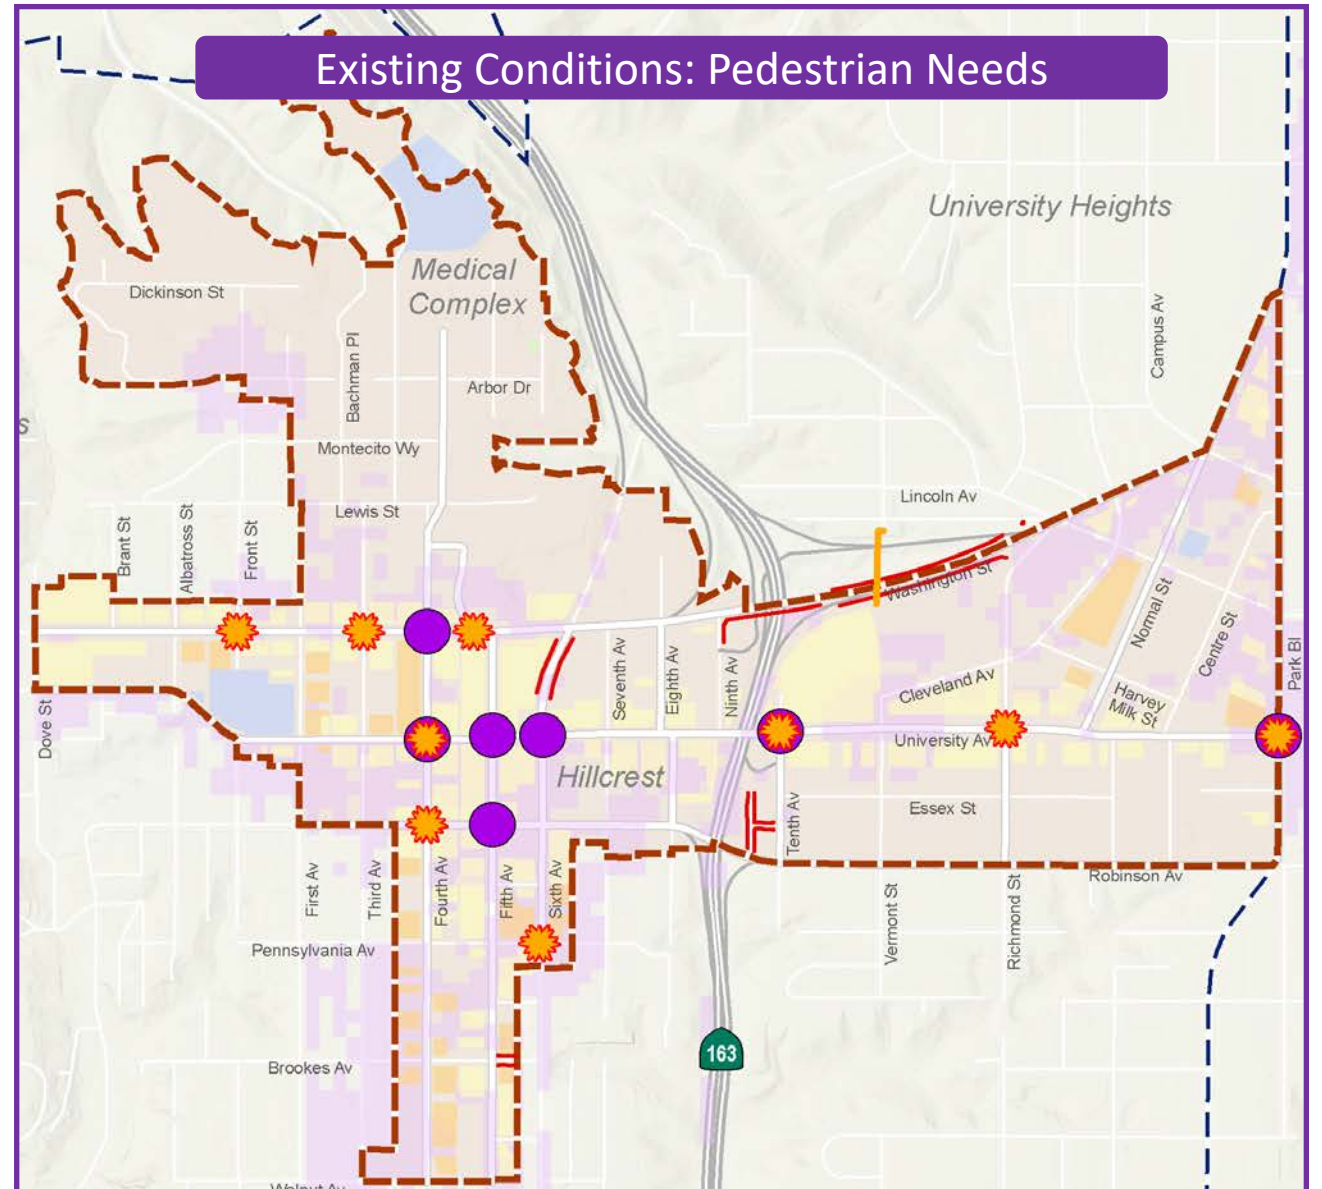 Existing Conditions: Pedestrian Needs
University Heights
Medical
Complex
Dickinson St
Campus Av
Bachman Pl
Arbor Dr
s
Montecito Wy
Lincoln Av
Lewis St
Brant St
Albatross St
Front St
Washington St
Normal St
Centre St
Park Bl
Seventh Av
Eighth Av
Ninth Av
Cleveland Av
Harvey
Milk St
Dove St
University Av
Hillcrest
Essex St
Tenth Av
First Av
Third Av
Fourth Av
Fifth Av
Sixth Av
Robinson Av
Vermont St
Richmond St
Pennsylvania Av
163
Brookes Av
Walnut Av